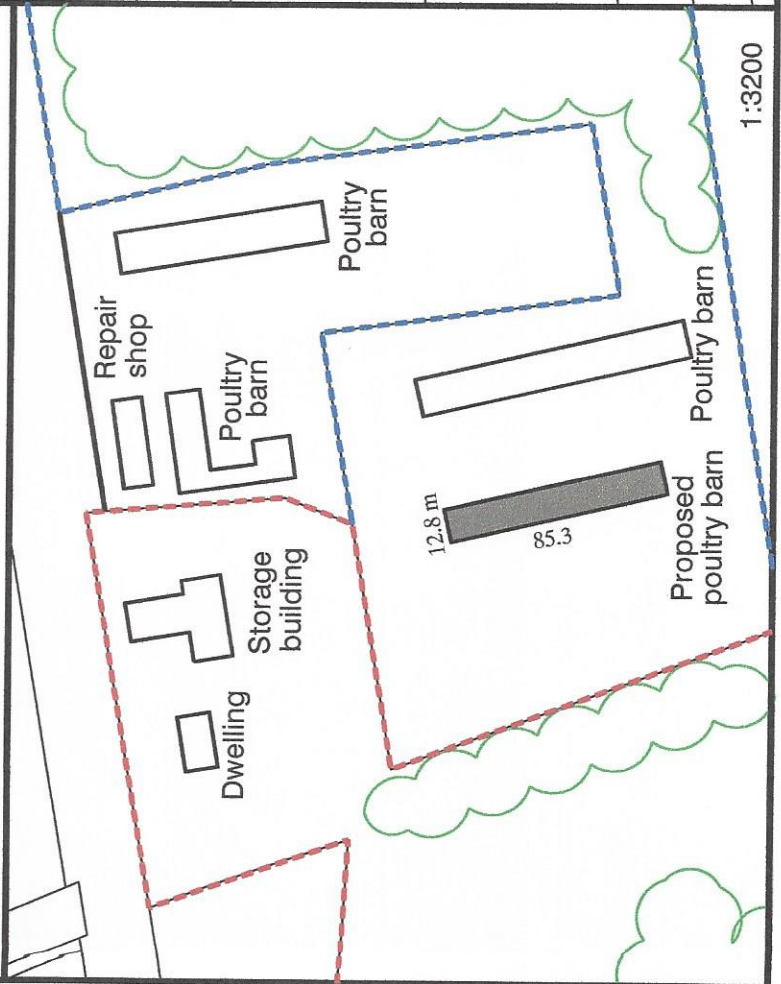 1:3200
Poultry
barn
Repair
shop
Poultry
barn
Poultry barn
12.8 m
85.3
Proposed
poultry barn
Storage
building
Dwelling